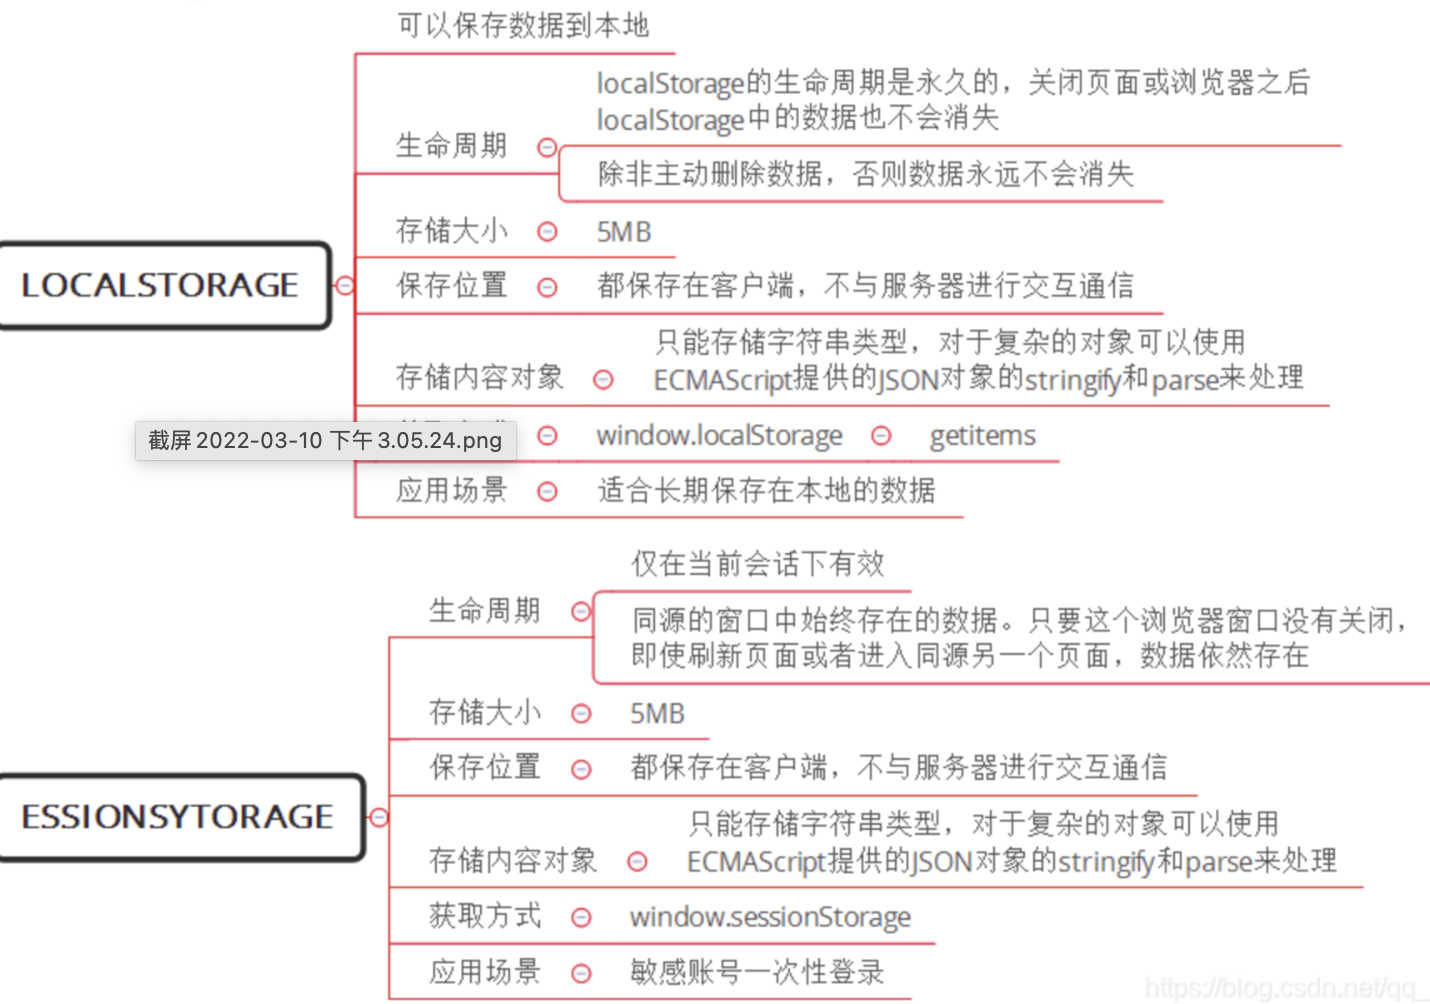 可以保存数据到本地
localStorage的生命周期是永久的，关闭页面或浏览器之后
localStorage中的数据也不会消失
生命周期
除非主动删除数据，否则数据永远不会消失
存储大小 5MB
LOCALSTORAGE
保存位置 都保存在客户端，不与服务器进行交互通信
只能存储字符串类型，对于复杂的对象可以使用
存储内容对象 ECMAScript提供的JSON对象的stringify和parse来处理
截屏2022-03-10 下午3.05.24.png
window.localStorage getitems
应用场景 适合长期保存在本地的数据
仅在当前会话下有效
生命周期
同源的窗口中始终存在的数据。只要这个浏览器窗口没有关闭，
即使刷新页面或者进入同源另一个页面，数据依然存在
存储大小 5MB
保存位置 都保存在客户端，不与服务器进行交互通信
ESSIONSYTORAGE
只能存储字符串类型，对于复杂的对象可以使用
存储内容对象 ECMAScript提供的JSON对象的stringify和parse来处理
获取方式 window.sessionStorage
应用场景 敏感账号一次性登录
https://blog.csdn.net/qq_